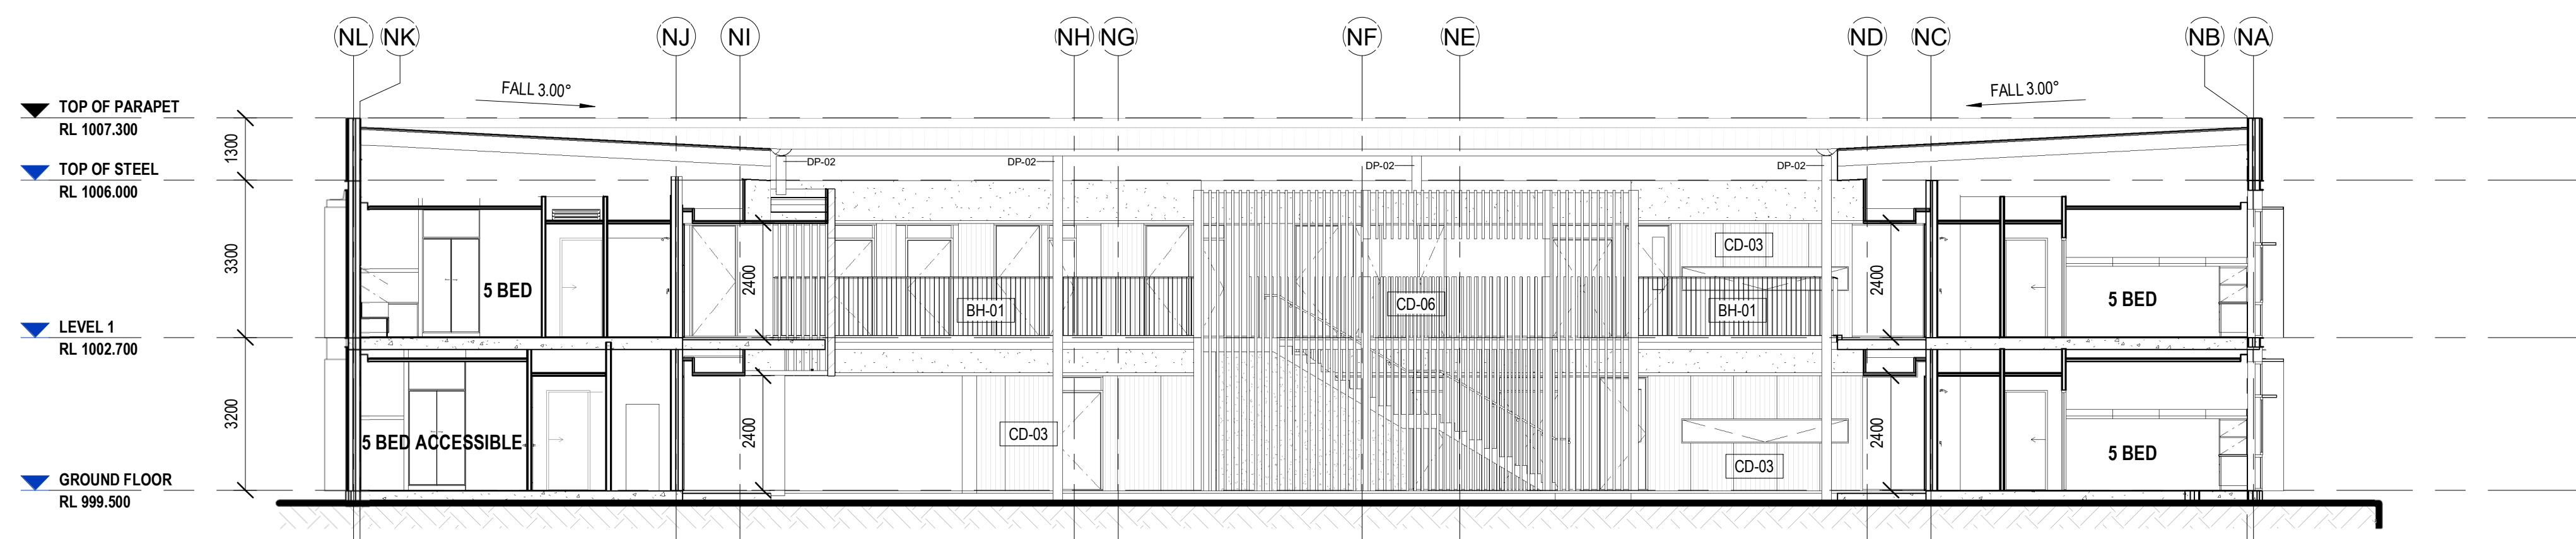 NL NK NJ NI NH NG NF NE ND NC NB NA
FALL 3.00° FALL 3.00°
TOP OF PARAPET
RL 1007.300
1300
DP-02 DP-02 DP-02 DP-02
TOP OF STEEL
RL 1006.000
3300
CD-03
2400 2400
5 BED BH-01 CD-06 BH-01 5 BED
LEVEL 1
RL 1002.700
3200
5 BED ACCESSIBLE 2400 CD-03 2400 5 BED
CD-03
GROUND FLOOR
RL 999.500